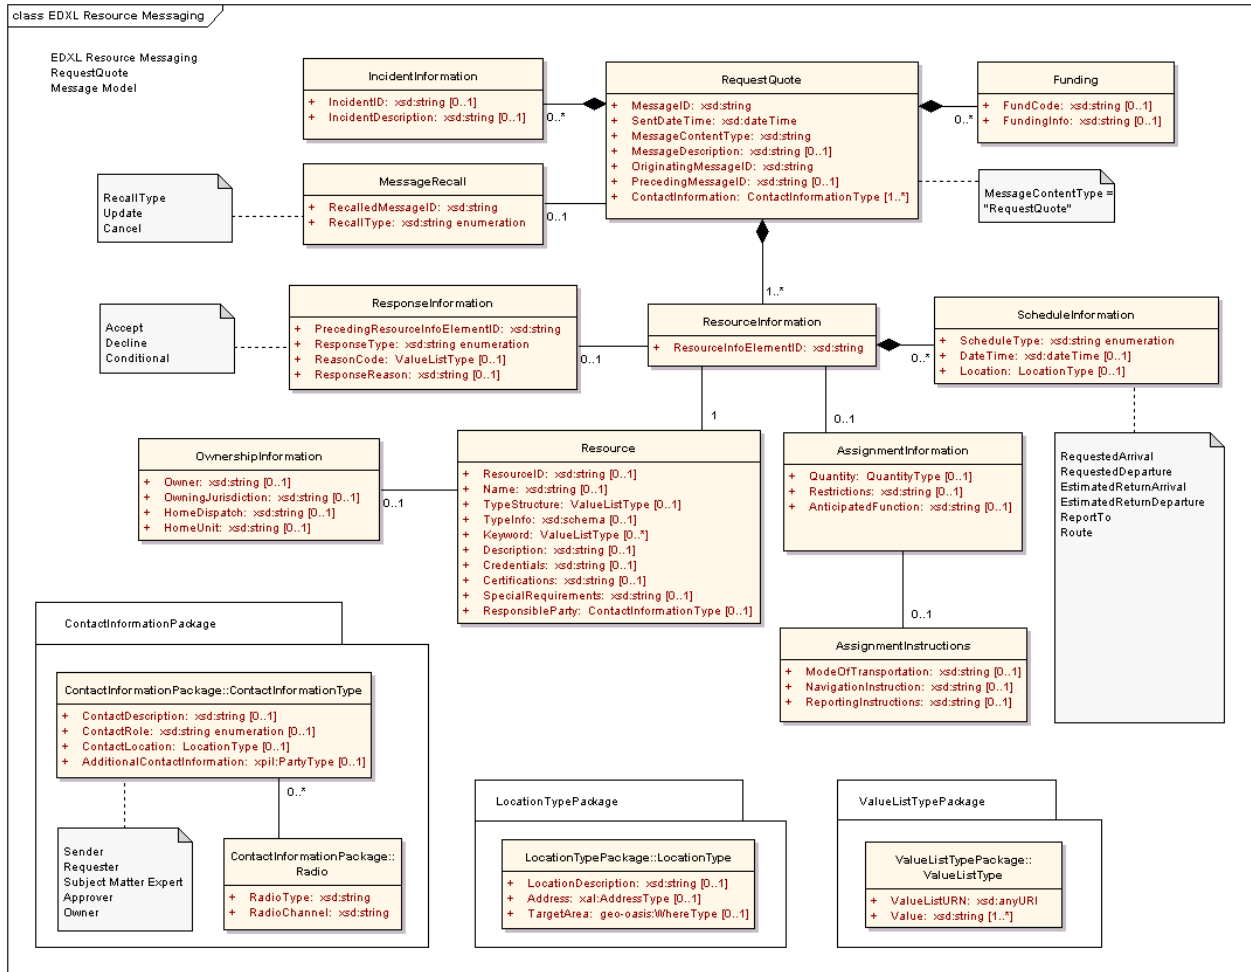 class EDXL Resource Messaging
EDXL Resource Messaging
RequestQuote
Message Model
IncidentInformation
+ IncidentID: xsd:string [0..1]
+ IncidentDescription: xsd:string [0..1]
0..*
RequestQuote
+ MessageID: xsd:string
+ SentDateTime: xsd:dateTime
+ MessageContentType: xsd:string
+ MessageDescription: xsd:string [0..1]
+ OriginatingMessageID: xsd:string
+ PrecedingMessageID: xsd:string [0..1]
+ ContactInformation: ContactInformationType [1..*]
Funding
+ FundCode: xsd:string [0..1]
+ FundingInfo: xsd:string [0..1]
0..*
RecallType
Update
Cancel
MessageRecall
+ RecalledMessageID: xsd:string
+ RecallType: xsd:string enumeration
0..1
MessageContentType =
"RequestQuote"
1..*
Accept
Decline
Conditional
ResponseInformation
+ PrecedingResourceInfoElementID: xsd:string
+ ResponseType: xsd:string enumeration
+ ReasonCode: ValueListType [0..1]
+ ResponseReason: xsd:string [0..1]
0..1
ResourceInformation
+ ResourceInfoElementID: xsd:string
0..*
ScheduleInformation
+ ScheduleType: xsd:string enumeration
+ DateTime: xsd:dateTime [0..1]
+ Location: LocationType [0..1]
1
0..1
OwnershipInformation
+ Owner: xsd:string [0..1]
+ OwningJurisdiction: xsd:string [0..1]
+ HomeDispatch: xsd:string [0..1]
+ HomeUnit: xsd:string [0..1]
0..1
Resource
+ ResourceID: xsd:string [0..1]
+ Name: xsd:string [0..1]
+ TypeStructure: ValueListType [0..1]
+ TypeInfo: xsd:schema [0..1]
+ Keyword: ValueListType [0..*]
+ Description: xsd:string [0..1]
+ Credentials: xsd:string [0..1]
+ Certifications: xsd:string [0..1]
+ SpecialRequirements: xsd:string [0..1]
+ ResponsibleParty: ContactInformationType [0..1]
AssignmentInformation
+ Quantity: QuantityType [0..1]
+ Restrictions: xsd:string [0..1]
+ AnticipatedFunction: xsd:string [0..1]
RequestedArrival
RequestedDeparture
EstimatedReturnArrival
EstimatedReturnDeparture
ReportTo
Route
0..1
AssignmentInstructions
+ ModeOfTransportation: xsd:string [0..1]
+ NavigationInstruction: xsd:string [0..1]
+ ReportingInstructions: xsd:string [0..1]
ContactInformationPackage
ContactInformationPackage::ContactInformationType
+ ContactDescription: xsd:string [0..1]
+ ContactRole: xsd:string enumeration [0..1]
+ ContactLocation: LocationType [0..1]
+ AdditionalContactInformation: xpil:PartyType [0..1]
0..*
Sender
Requester
Subject Matter Expert
Approver
Owner
ContactInformationPackage::
Radio
+ RadioType: xsd:string
+ RadioChannel: xsd:string
LocationTypePackage
LocationTypePackage::LocationType
+ LocationDescription: xsd:string [0..1]
+ Address: xal:AddressType [0..1]
+ TargetArea: geo-oasis:WhereType [0..1]
ValueListTypePackage
ValueListTypePackage::
ValueListType
+ ValueListURN: xsd:anyURI
+ Value: xsd:string [1..*]